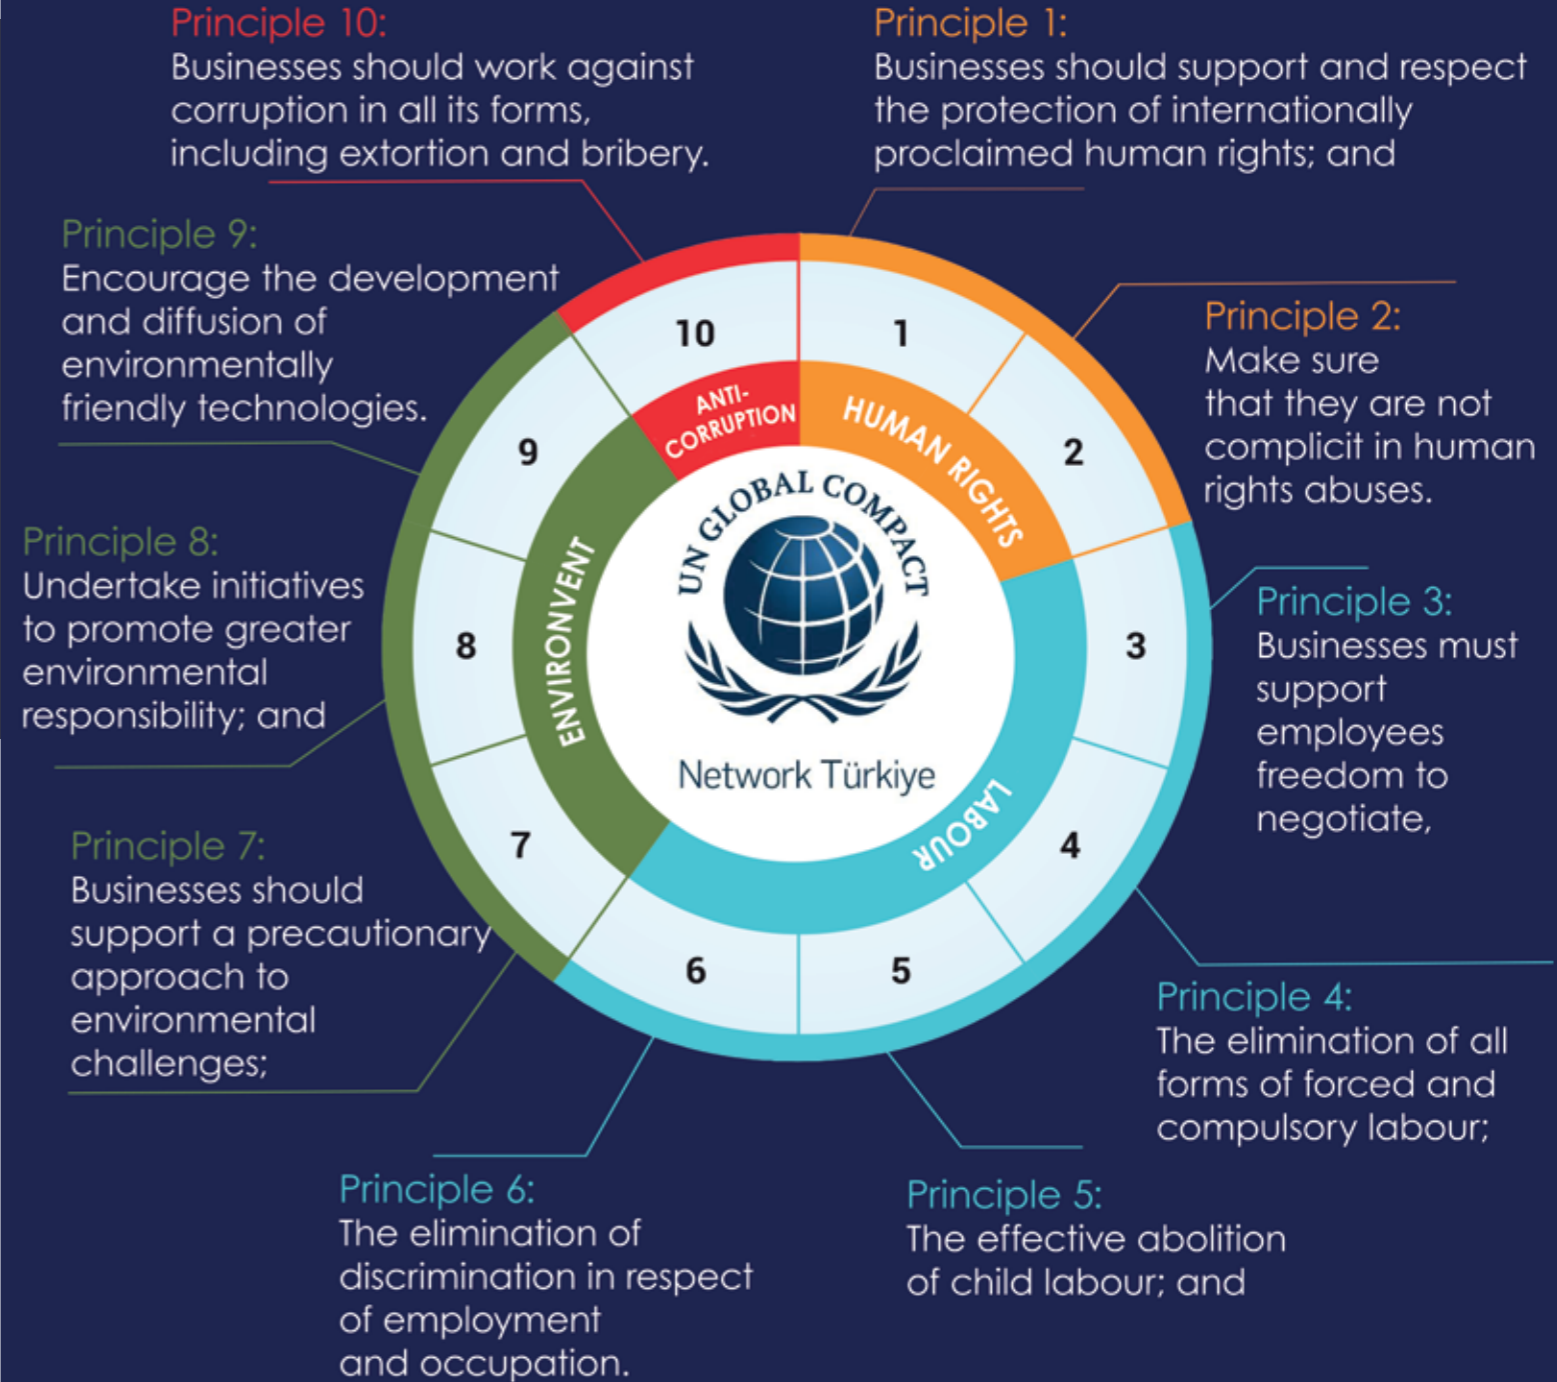 Principle 10:
Businesses should work against
corruption in all its forms,
including extortion and bribery.
Principle 1:
Businesses should support and respect
the protection of internationally
proclaimed human rights; and
Principle 9:
Encourage the development
and diffusion of
environmentally
friendly technologies.
Principle 2:
Make sure
that they are not
complicit in human
rights abuses.
Principle 8:
Undertake initiatives
to promote greater
environmental
responsibility; and
Principle 3:
Businesses must
support
employees
freedom to
negotiate,
Principle 7:
Businesses should
support a precautionary
approach to
environmental
challenges;
Principle 4:
The elimination of all
forms of forced and
compulsory labour;
Principle 6:
The elimination of
discrimination in respect
of employment
and occupation.
Principle 5:
The effective abolition
of child labour; and
10
1
9
2
8
3
7
4
6
5
ANTI-
CORRUPTION
HUMAN RIGHTS
ENVIRONVENT
LABOUR
UN GLOBAL COMPACT
Network Türkiye